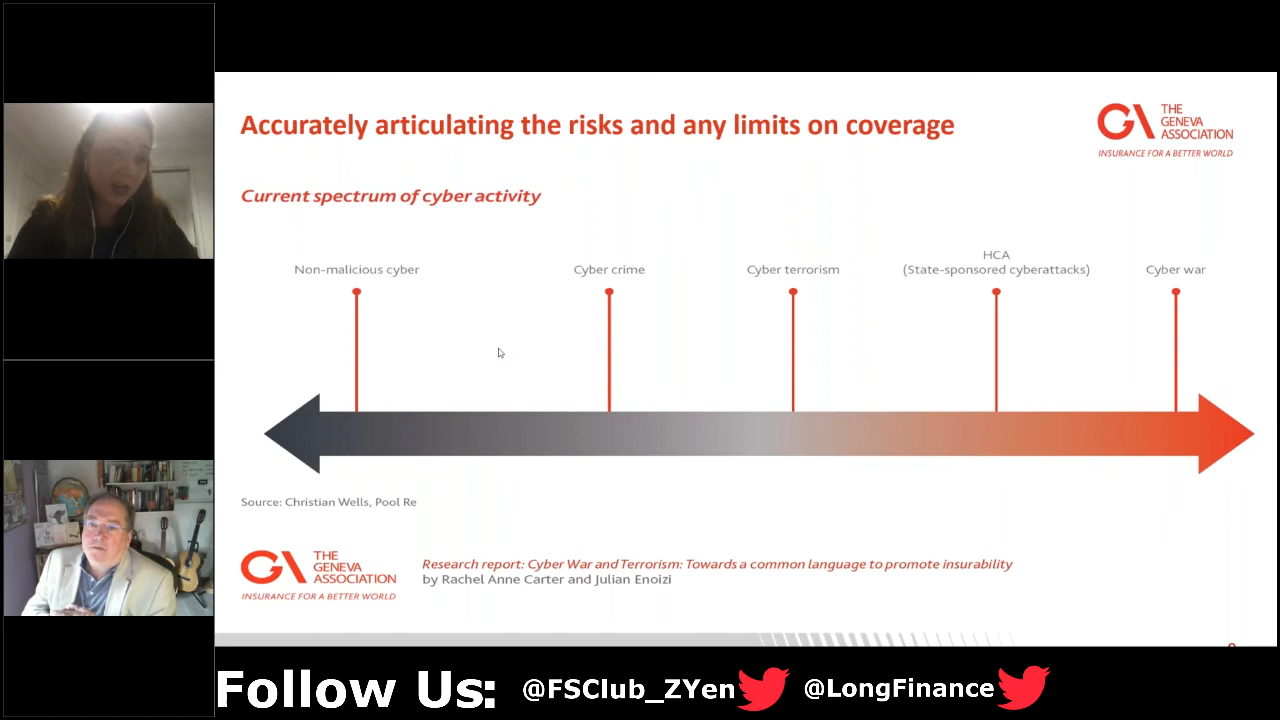 Accurately articulating the risks and any limits on coverage
GA THE
GENEVA
ASSOCIATION
INSURANCE FOR A BETTER WORLD
Current spectrum of cyber activity
Non-malicious cyber
Cyber crime
Cyber terrorism
HCA
(State-sponsored cyberattacks)
Cyber war
Source: Christian Wells, Pool Re
GA THE
GENEVA
ASSOCIATION
INSURANCE FOR A BETTER WORLD
Research report: Cyber War and Terrorism: Towards a common language to promote insurability
by Rachel Anne Carter and Julian Enoizi
Follow Us: @FSClub_ZYen @LongFinance